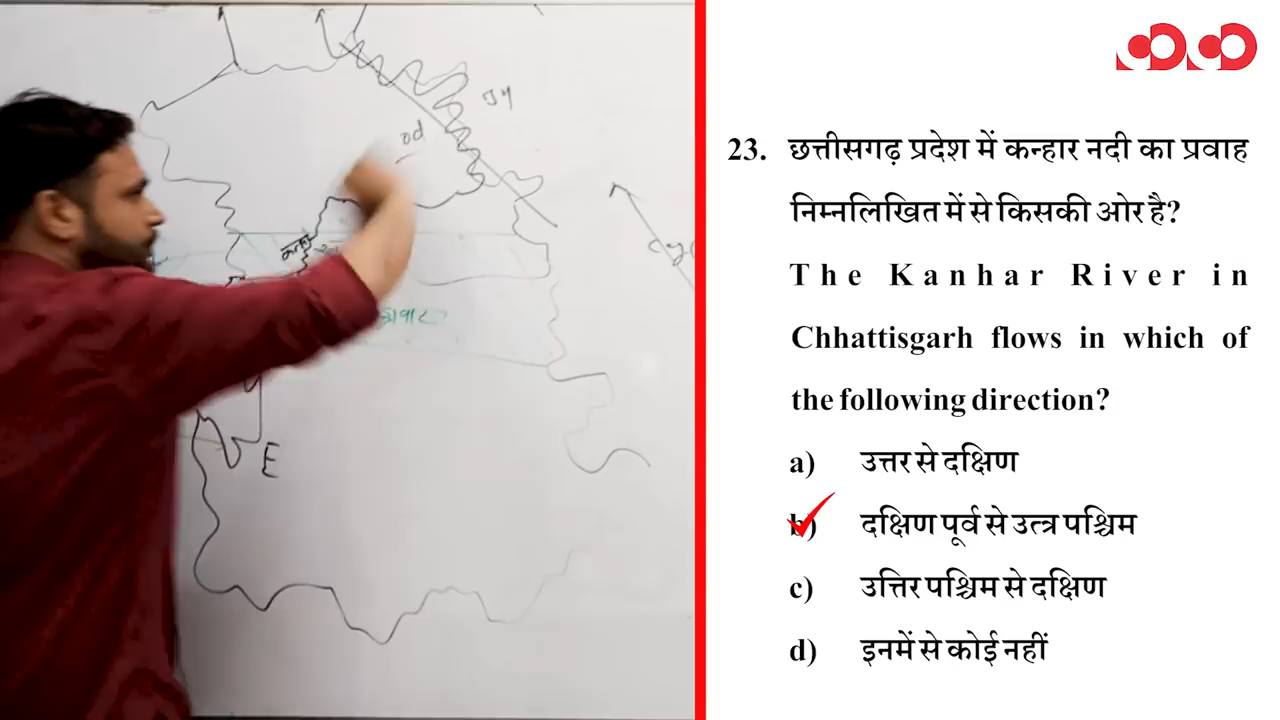 od
E
23. छत्तीसगढ़ प्रदेश में कन्हार नदी का प्रवाह
निम्नलिखित में से किसकी ओर है?
The Kanhar River in
Chhattisgarh flows in which of
the following direction?
a) उत्तर से दक्षिण
b) दक्षिण पूर्व से उत्त्र पश्चिम
c) उत्तिर पश्चिम से दक्षिण
d) इनमें से कोई नहीं